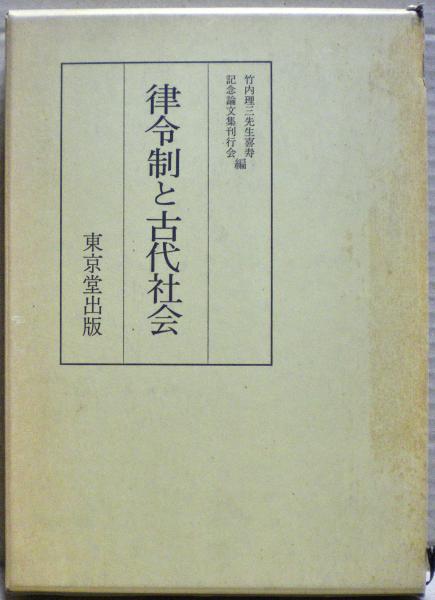 竹内理三先生喜寿
記念論文集刊行会 編
律令制と古代社会
東京堂出版